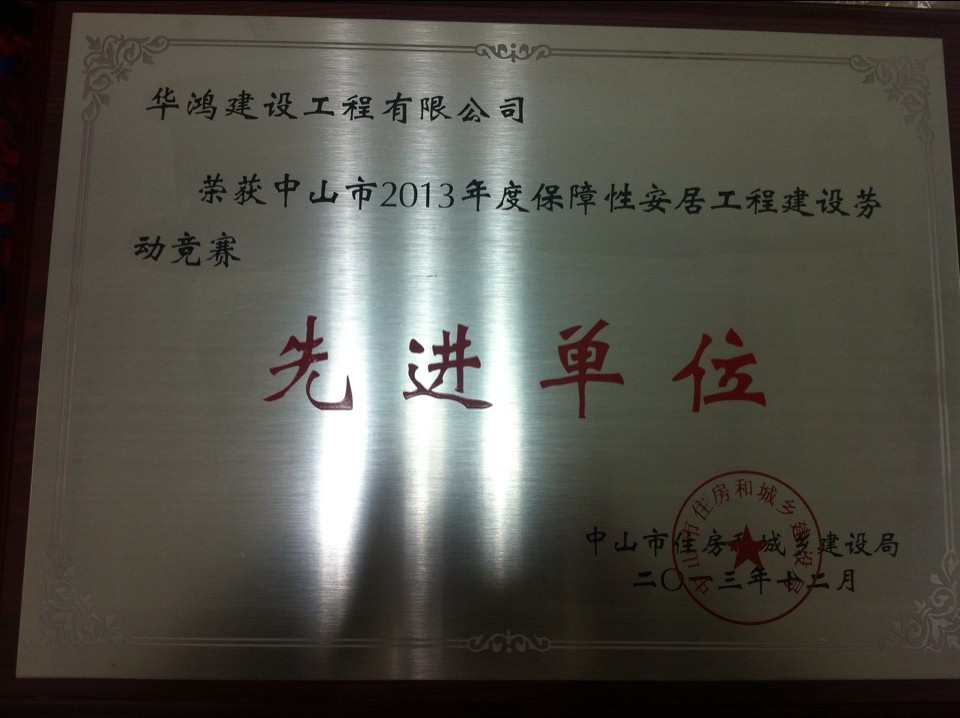 华鸿建设工程有限公司
荣获中山市2013年度保障性安居工程建设劳
动竞赛
先进单位
中山市住房和城乡建设局
二〇一三年十二月
中山市住房和城乡建设局